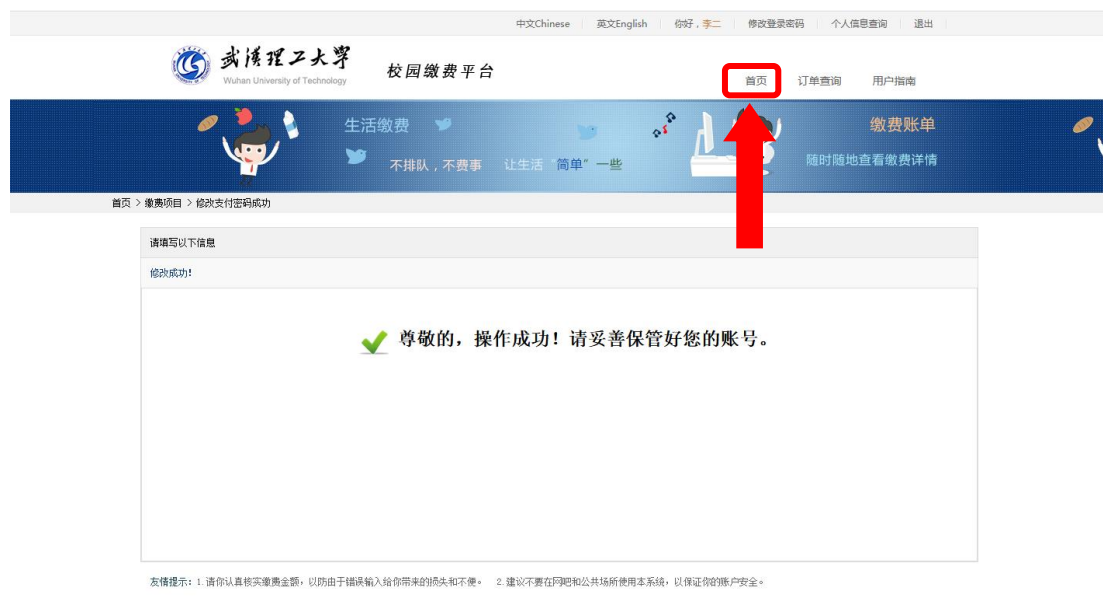 中文Chinese 英文English 你好，李二 修改登录密码 个人信息查询 退出
武汉理工大学 校园缴费平台
Wuhan University of Technology
首页 订单查询 用户指南
生活缴费 缴费账单
不排队，不费事 让生活“简单”一些 随时随地查看缴费详情
首页 > 缴费项目 > 修改支付密码成功
请填写以下信息
修改成功！
尊敬的，操作成功！请妥善保管好您的账号。
友情提示：1.请你认真核实缴费金额，以防由于错误输入给你带来的损失和不便。 2.建议不要在网吧和公共场所使用本系统，以保证你的账户安全。